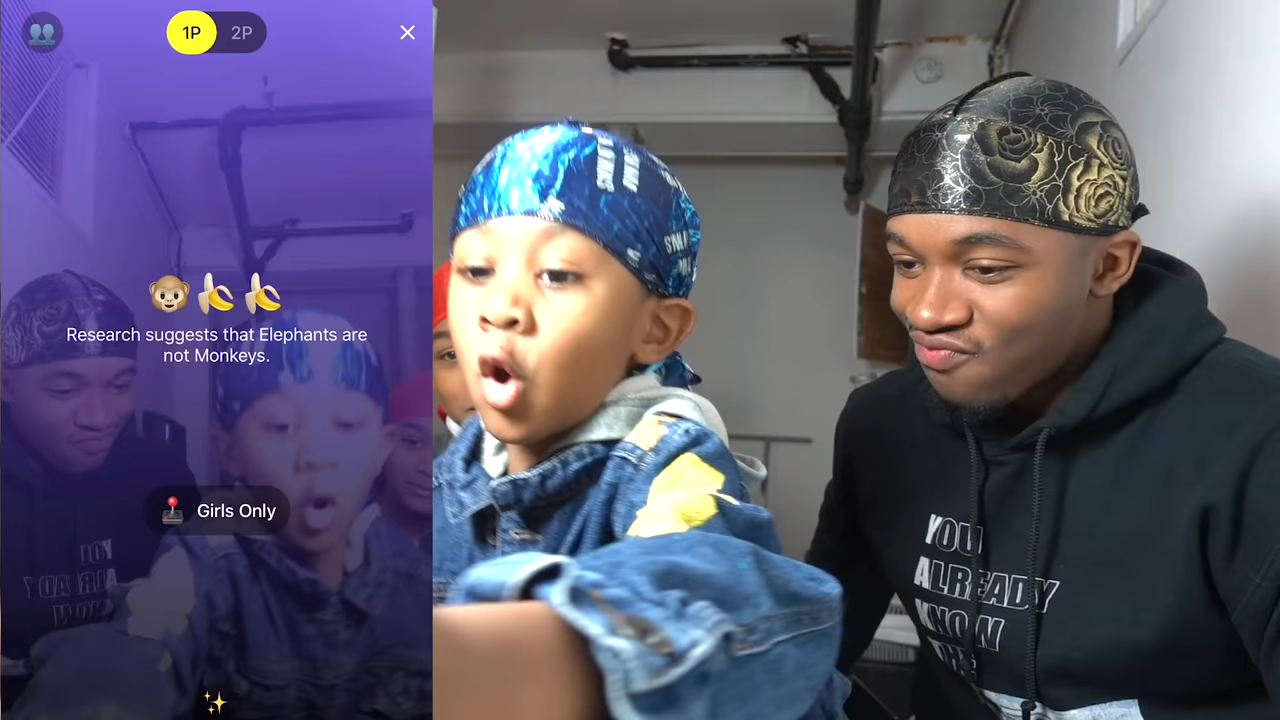 1P 2P
Research suggests that Elephants are
not Monkeys.
Girls Only
YOU
ALREADY
KNOW